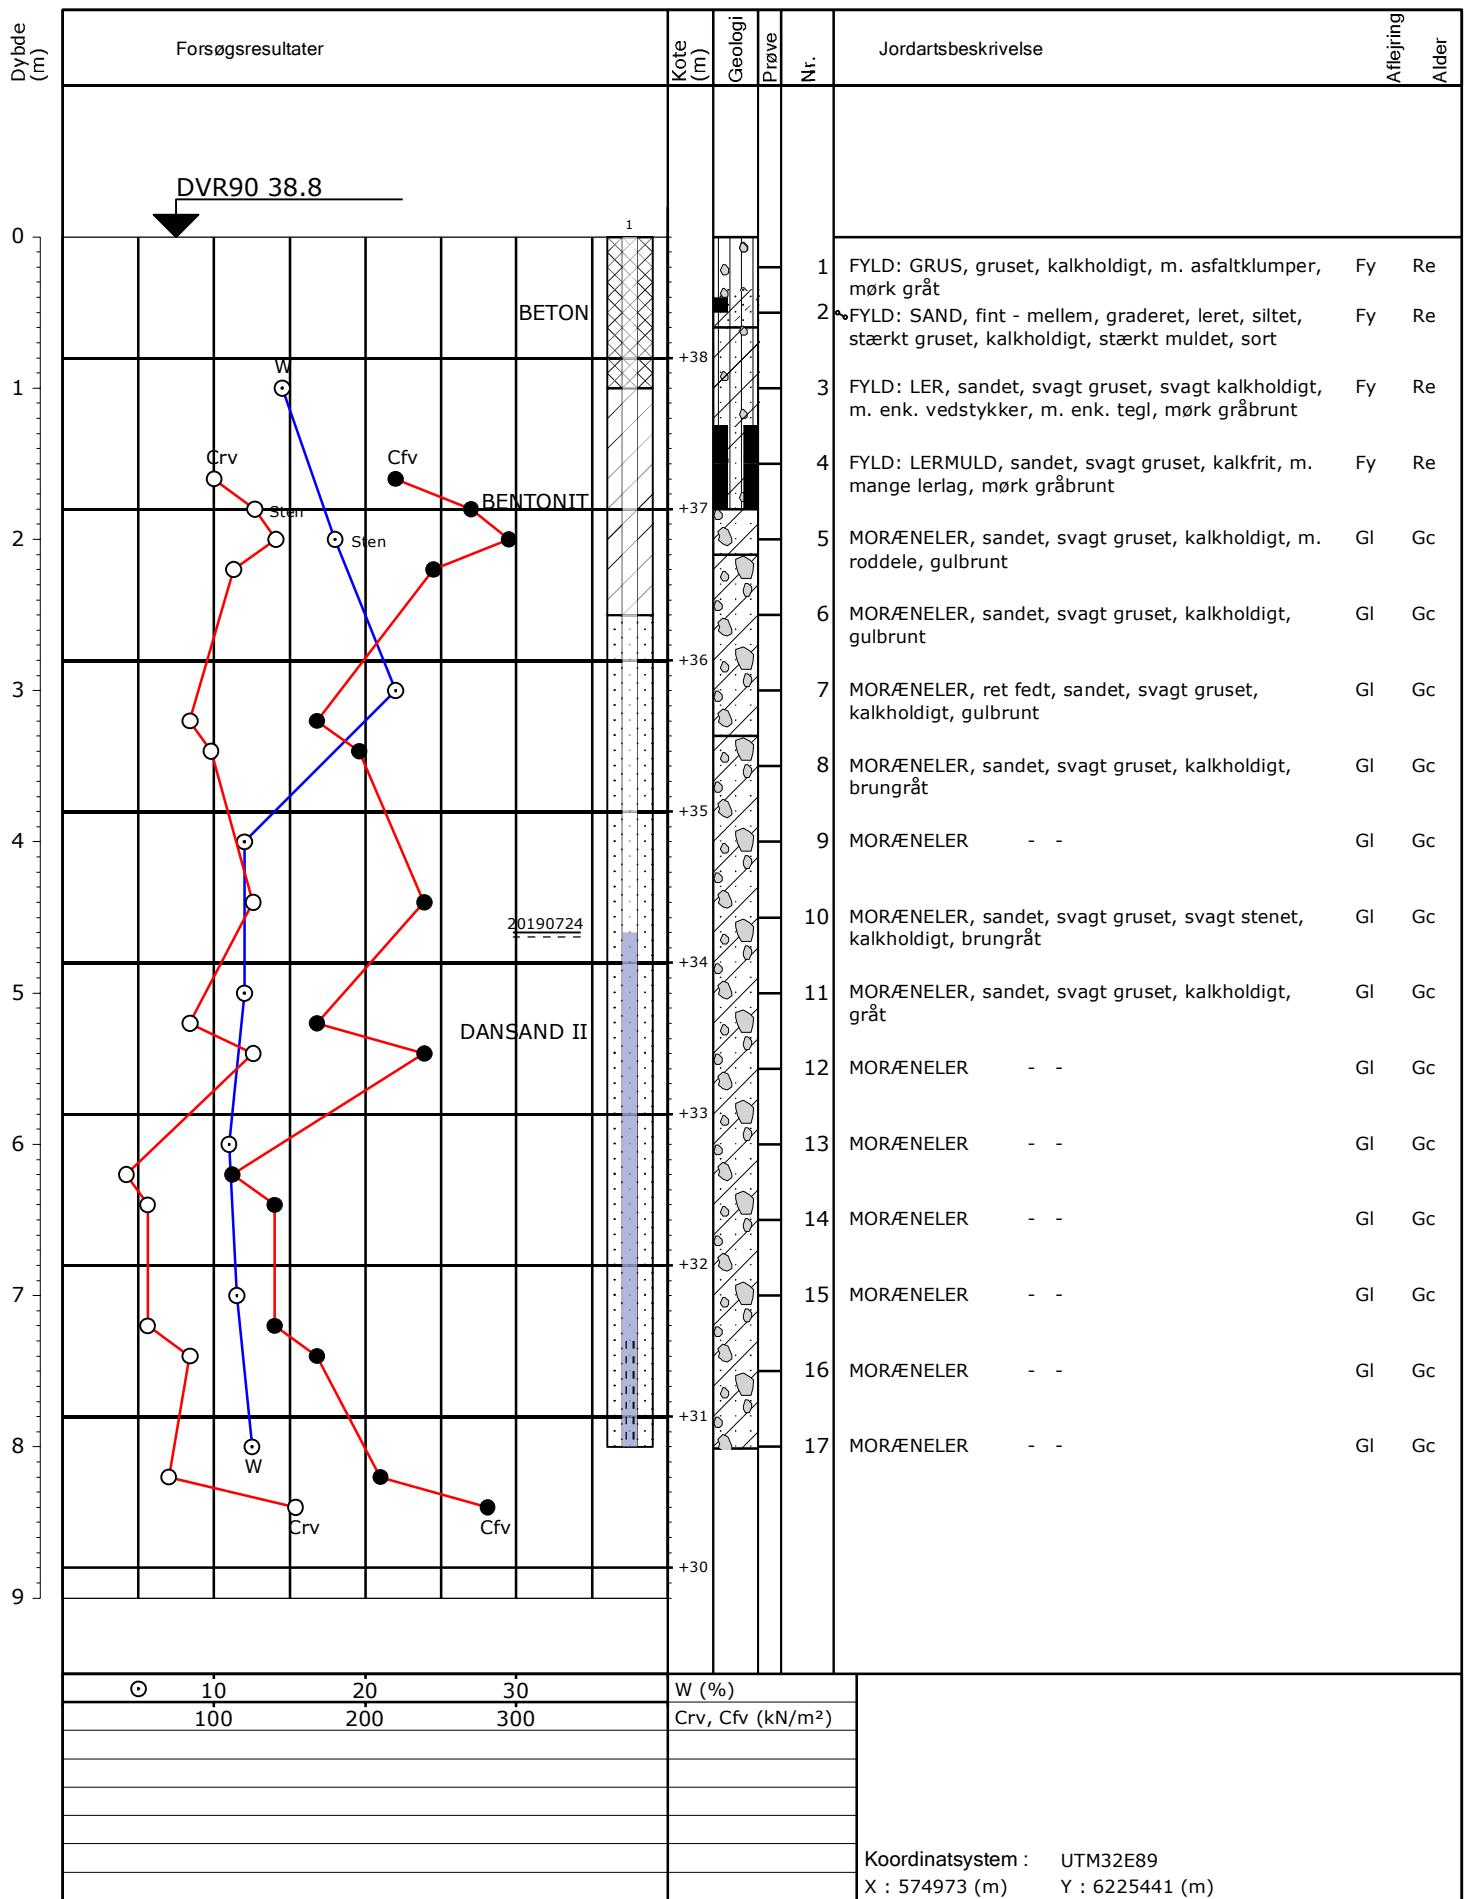 Dybde
(m)
Forsøgsresultater
Kote
(m)
Geologi
Prøve
Nr.
Jordartsbeskrivelse
Aflejring
Alder
DVR90 38.8
0
1
1 FYLD: GRUS, gruset, kalkholdigt, m. asfaltklumper, Fy Re
mørk gråt
BETON
2 FYLD: SAND, fint - mellem, graderet, leret, siltet, Fy Re
stærkt gruset, kalkholdigt, stærkt muldet, sort
+38
W
1
3 FYLD: LER, sandet, svagt gruset, svagt kalkholdigt, Fy Re
m. enk. vedstykker, m. enk. tegl, mørk gråbrunt
Crv
Cfv
4 FYLD: LERMULD, sandet, svagt gruset, kalkfrit, m. Fy Re
mange lerlag, mørk gråbrunt
BENTONIT
Sten
+37
2
Sten
5 MORÆNELER, sandet, svagt gruset, kalkholdigt, m. Gl Gc
roddele, gulbrunt
6 MORÆNELER, sandet, svagt gruset, kalkholdigt, Gl Gc
gulbrunt
+36
3
7 MORÆNELER, ret fedt, sandet, svagt gruset, Gl Gc
kalkholdigt, gulbrunt
8 MORÆNELER, sandet, svagt gruset, kalkholdigt, Gl Gc
brungråt
+35
4
9 MORÆNELER - - Gl Gc
20190724
10 MORÆNELER, sandet, svagt gruset, svagt stenet, Gl Gc
kalkholdigt, brungråt
+34
5
11 MORÆNELER, sandet, svagt gruset, kalkholdigt, Gl Gc
gråt
DANSAND II
12 MORÆNELER - - Gl Gc
+33
6
13 MORÆNELER - - Gl Gc
14 MORÆNELER - - Gl Gc
+32
7
15 MORÆNELER - - Gl Gc
16 MORÆNELER - - Gl Gc
+31
8
17 MORÆNELER - - Gl Gc
W
Crv
Cfv
+30
9
10 20 30 W (%)
100 200 300 Crv, Cfv (kN/m²)
Koordinatsystem : UTM32E89
X : 574973 (m) Y : 6225441 (m)